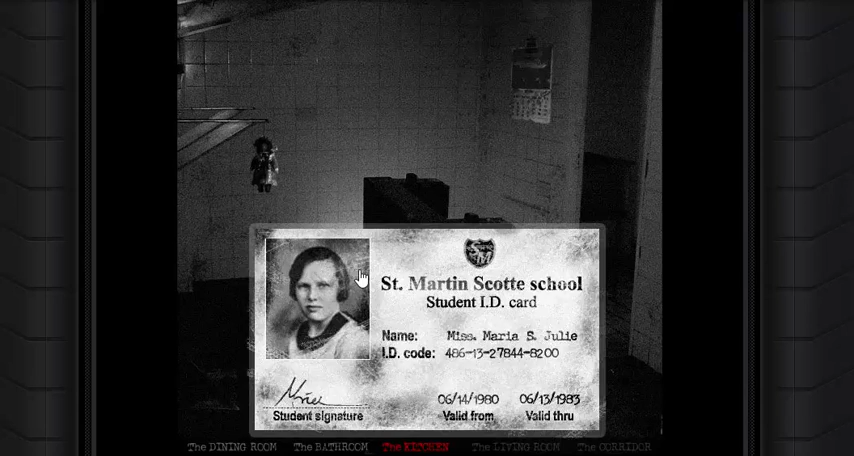 St. Martin Scotte school
Student I.D. card
Name: Miss. Maria S. Julie
I.D. code: 486-13-27844-8200
06/14/1980 06/13/1983
Student signature Valid from Valid thru
The DINING ROOM The BATHROOM The KITCHEN The LIVING ROOM The CORRIDOR